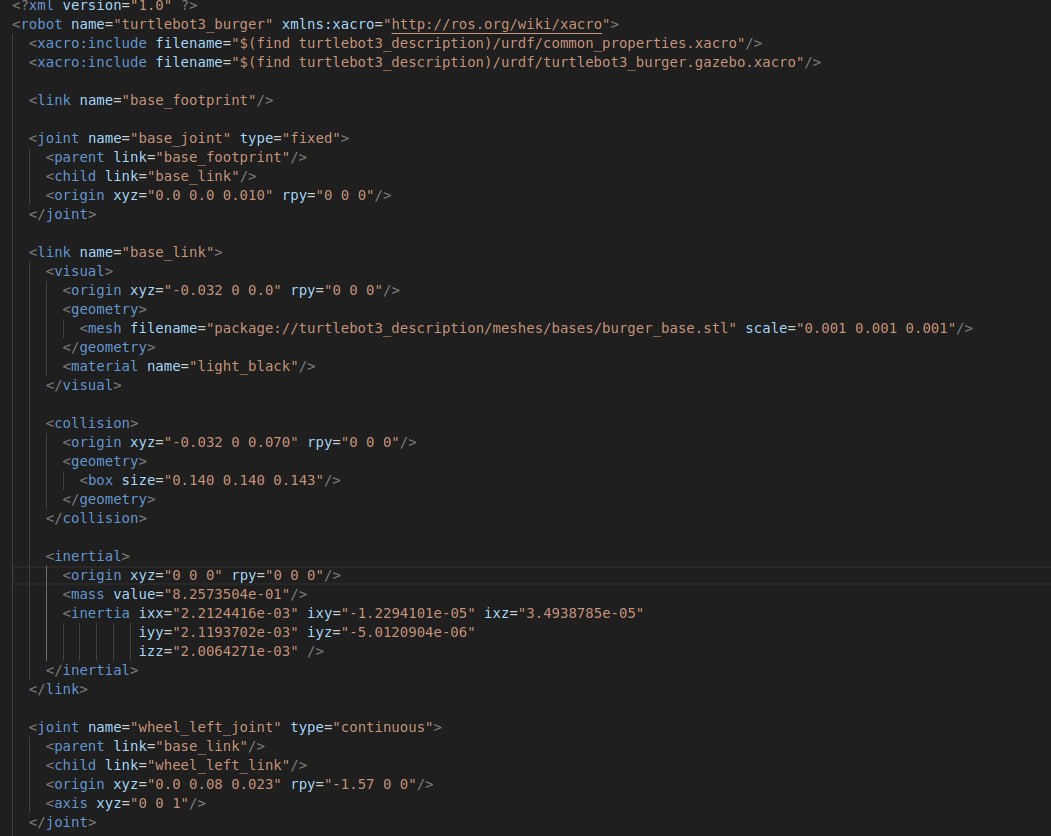 <?xml version="1.0" ?>
<robot name="turtlebot3_burger" xmlns:xacro="http://ros.org/wiki/xacro">
  <xacro:include filename="$(find turtlebot3_description)/urdf/common_properties.xacro"/>
  <xacro:include filename="$(find turtlebot3_description)/urdf/turtlebot3_burger.gazebo.xacro"/>

  <link name="base_footprint"/>

  <joint name="base_joint" type="fixed">
    <parent link="base_footprint"/>
    <child link="base_link"/>
    <origin xyz="0.0 0.0 0.010" rpy="0 0 0"/>
  </joint>

  <link name="base_link">
    <visual>
      <origin xyz="-0.032 0 0.0" rpy="0 0 0"/>
      <geometry>
        <mesh filename="package://turtlebot3_description/meshes/bases/burger_base.stl" scale="0.001 0.001 0.001"/>
      </geometry>
      <material name="light_black"/>
    </visual>

    <collision>
      <origin xyz="-0.032 0 0.070" rpy="0 0 0"/>
      <geometry>
        <box size="0.140 0.140 0.143"/>
      </geometry>
    </collision>

    <inertial>
      <origin xyz="0 0 0" rpy="0 0 0"/>
      <mass value="8.2573504e-01"/>
      <inertia ixx="2.2124416e-03" ixy="-1.2294101e-05" ixz="3.4938785e-05"
               iyy="2.1193702e-03" iyz="-5.0120904e-06"
               izz="2.0064271e-03" />
    </inertial>
  </link>

  <joint name="wheel_left_joint" type="continuous">
    <parent link="base_link"/>
    <child link="wheel_left_link"/>
    <origin xyz="0.0 0.08 0.023" rpy="-1.57 0 0"/>
    <axis xyz="0 0 1"/>
  </joint>